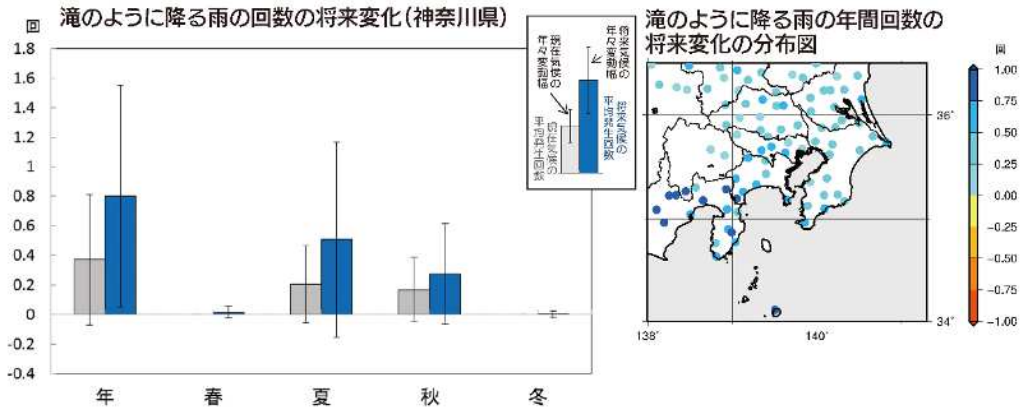 滝のように降る雨の回数の将来変化(神奈川県)
回
1.8
1.6
1.4
1.2
1
0.8
0.6
0.4
0.2
0
-0.2
-0.4
年
春
夏
秋
冬
現在気候の
年々変動幅
将来気候の
年々変動幅
現在気候の
平均発生回数
将来気候の
平均発生回数
滝のように降る雨の年間回数の
将来変化の分布図
回
1.00
0.75
0.50
0.25
0.00
−0.25
−0.50
−0.75
−1.00
36°
34°
138°
140°